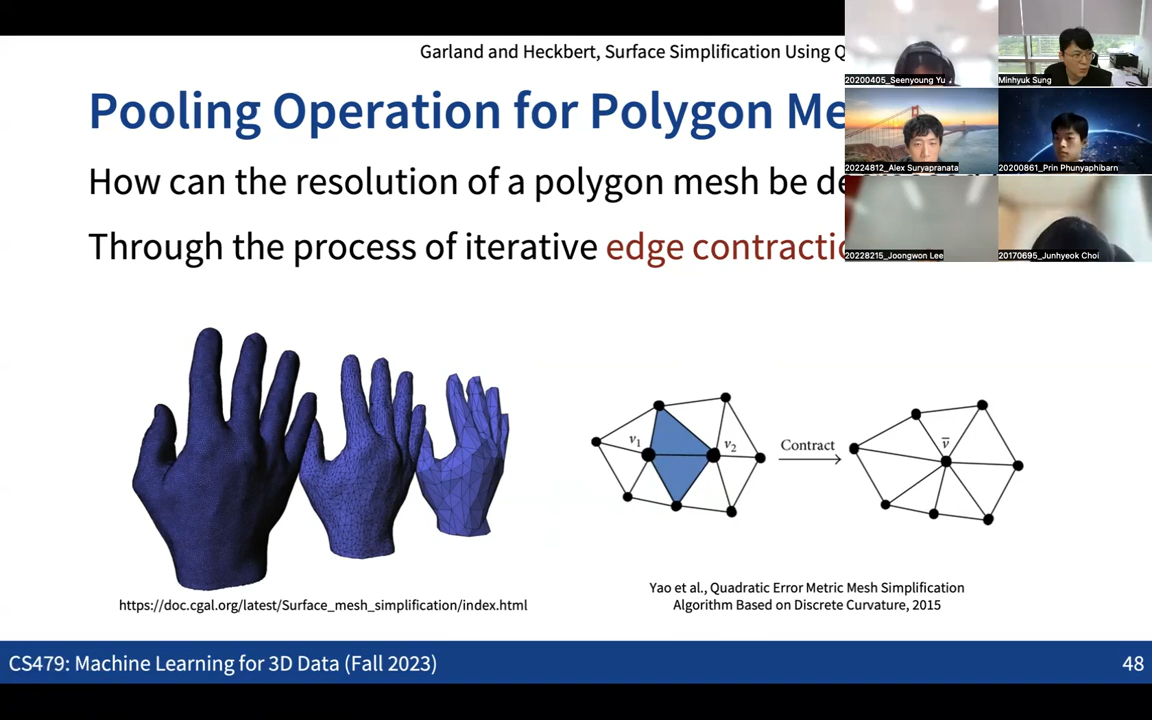 Garland and Heckbert, Surface Simplification Using Q
Pooling Operation for Polygon Me
How can the resolution of a polygon mesh be de
Through the process of iterative edge contractio
20200405_Seenyoung Yu
Minhyuk Sung
20224812_Alex Suryapranata
20200861_Prin Phunyaphibarn
20228215_Joongwon Lee
20170695_Junhyeok Choi
v₁
v₂
Contract
v̅
https://doc.cgal.org/latest/Surface_mesh_simplification/index.html
Yao et al., Quadratic Error Metric Mesh Simplification
Algorithm Based on Discrete Curvature, 2015
CS479: Machine Learning for 3D Data (Fall 2023)
48